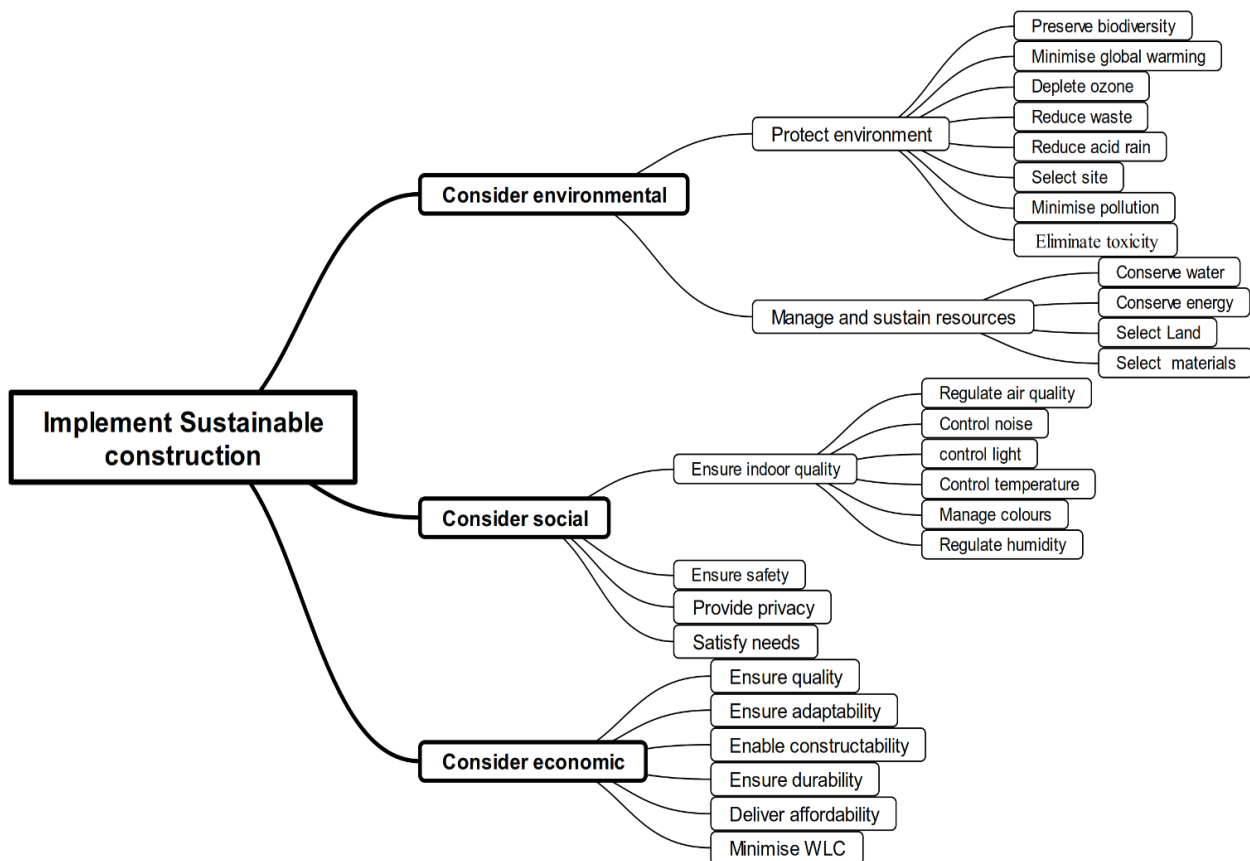 Implement Sustainable
construction
Consider environmental
Protect environment
Preserve biodiversity
Minimise global warming
Deplete ozone
Reduce waste
Reduce acid rain
Select site
Minimise pollution
Eliminate toxicity
Manage and sustain resources
Conserve water
Conserve energy
Select Land
Select materials
Consider social
Ensure indoor quality
Regulate air quality
Control noise
control light
Control temperature
Manage colours
Regulate humidity
Ensure safety
Provide privacy
Satisfy needs
Consider economic
Ensure quality
Ensure adaptability
Enable constructability
Ensure durability
Deliver affordability
Minimise WLC